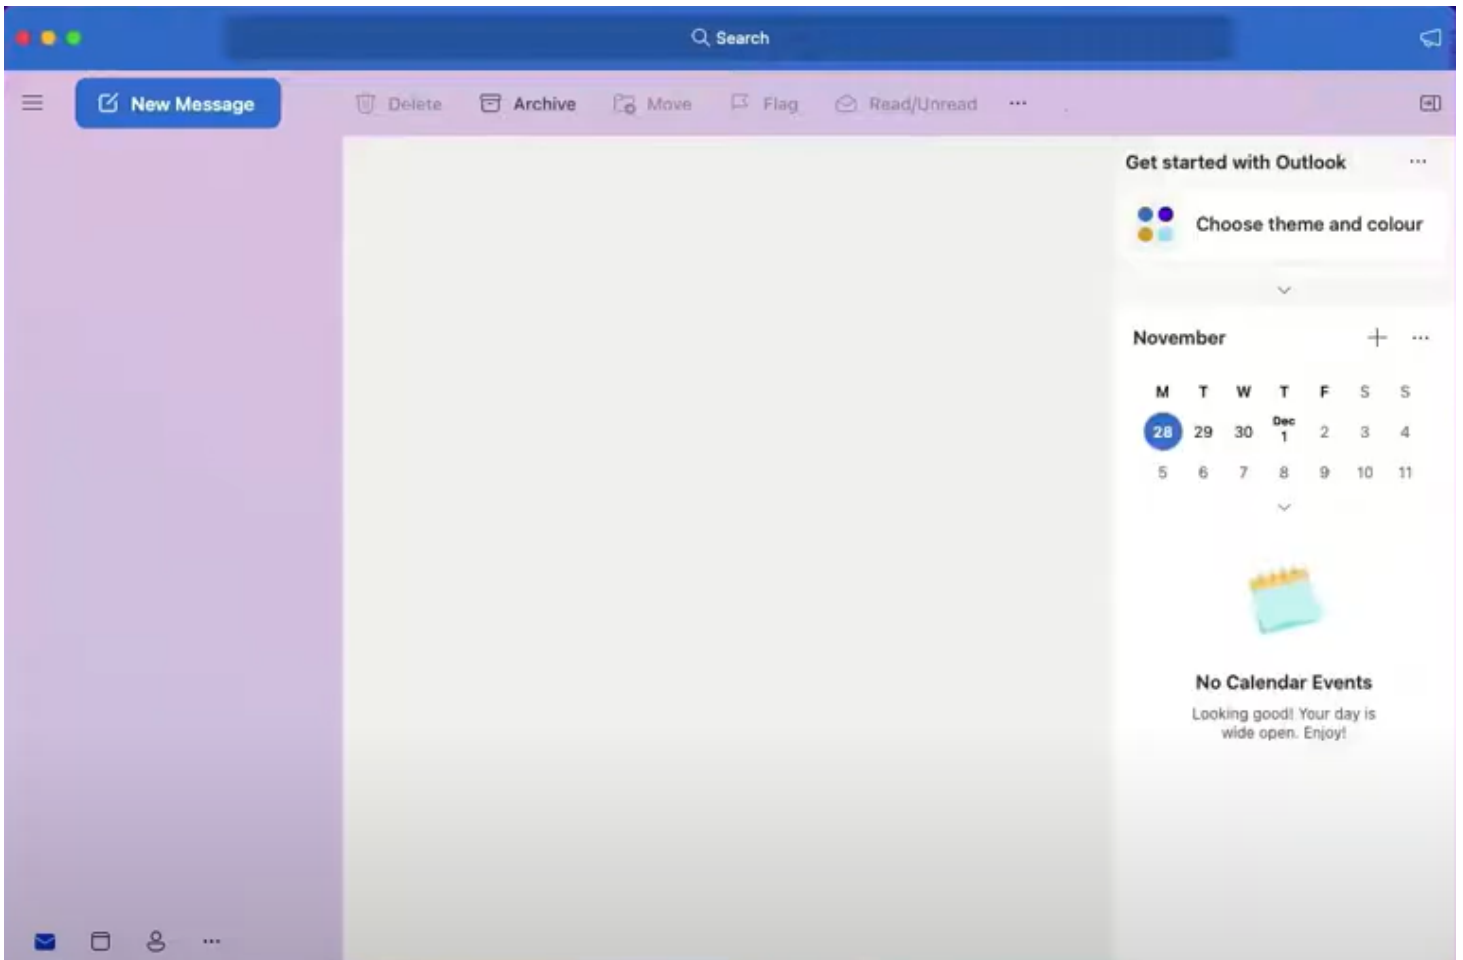 Search
New Message
Delete
Archive
Move
Flag
Read/Unread
Get started with Outlook
Choose theme and colour
November
M T W T F S S
28 29 30 Dec 1 2 3 4
5 6 7 8 9 10 11
No Calendar Events
Looking good! Your day is
wide open. Enjoy!